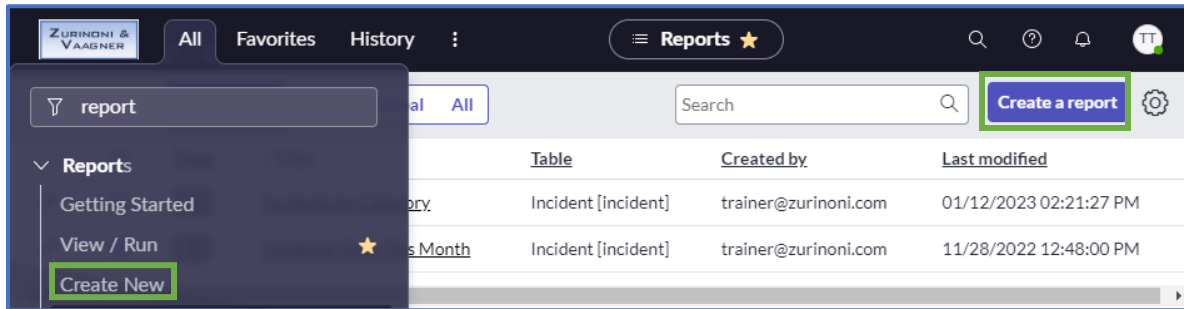 ZURINONI & VAAGNER
All Favorites History Reports TT
report al All Search Create a report
Reports Table Created by Last modified
Getting Started ory Incident [incident] trainer@zurinoni.com 01/12/2023 02:21:27 PM
View / Run s Month Incident [incident] trainer@zurinoni.com 11/28/2022 12:48:00 PM
Create New